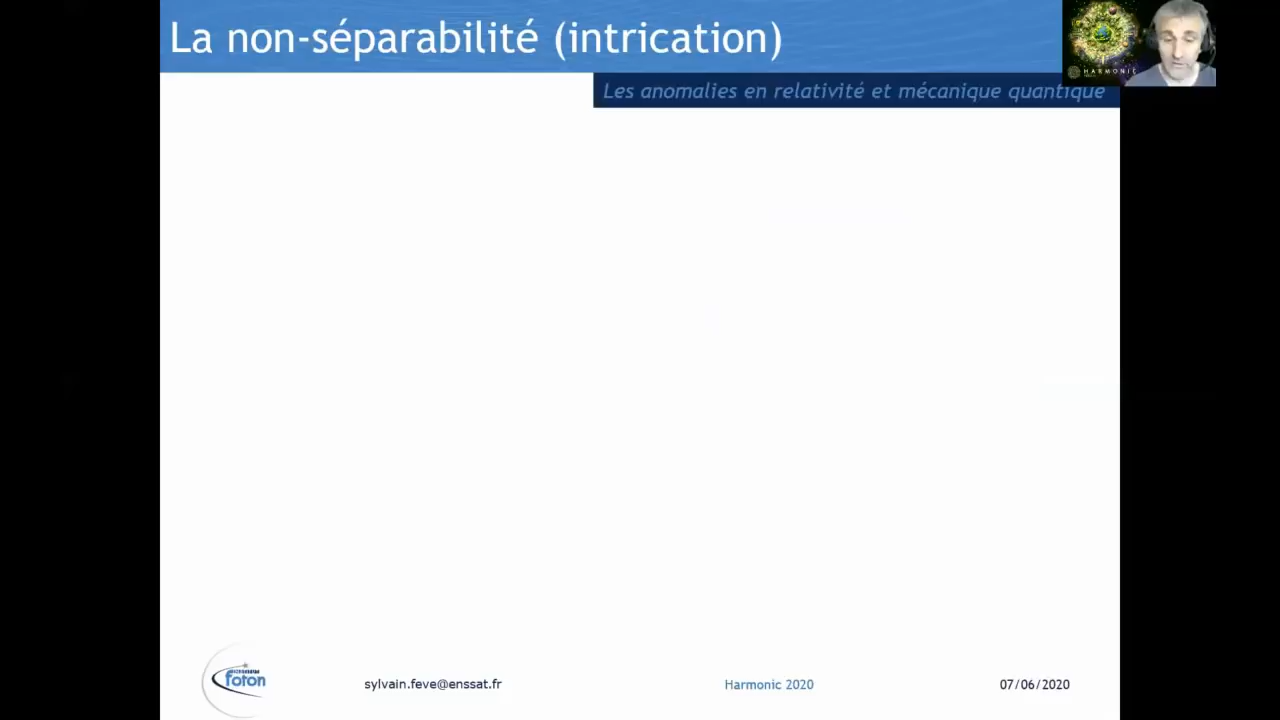 La non-séparabilité (intrication)
HARMONIC
Les anomalies en relativité et mécanique quantique
foton
sylvain.feve@enssat.fr
Harmonic 2020
07/06/2020